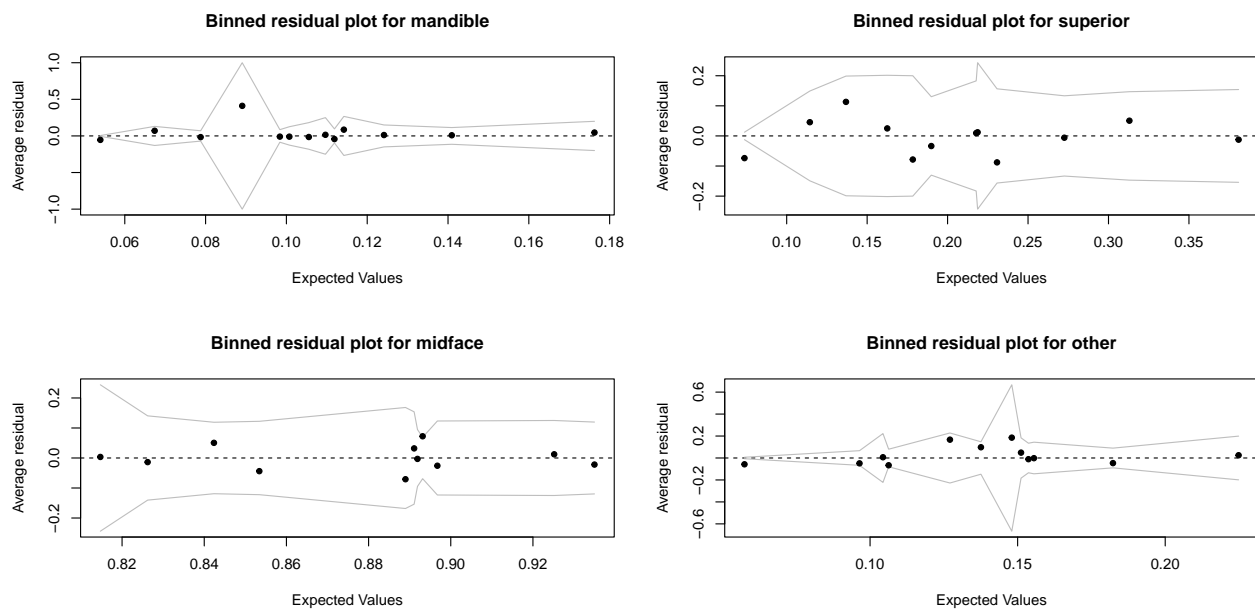 Binned residual plot for mandible
Average residual
1.0
0.5
0.0
−1.0
0.06 0.08 0.10 0.12 0.14 0.16 0.18
Expected Values
Binned residual plot for superior
Average residual
0.2
0.0
−0.2
0.10 0.15 0.20 0.25 0.30 0.35
Expected Values
Binned residual plot for midface
Average residual
0.2
0.0
−0.2
0.82 0.84 0.86 0.88 0.90 0.92
Expected Values
Binned residual plot for other
Average residual
0.6
0.2
−0.2
−0.6
0.10 0.15 0.20
Expected Values